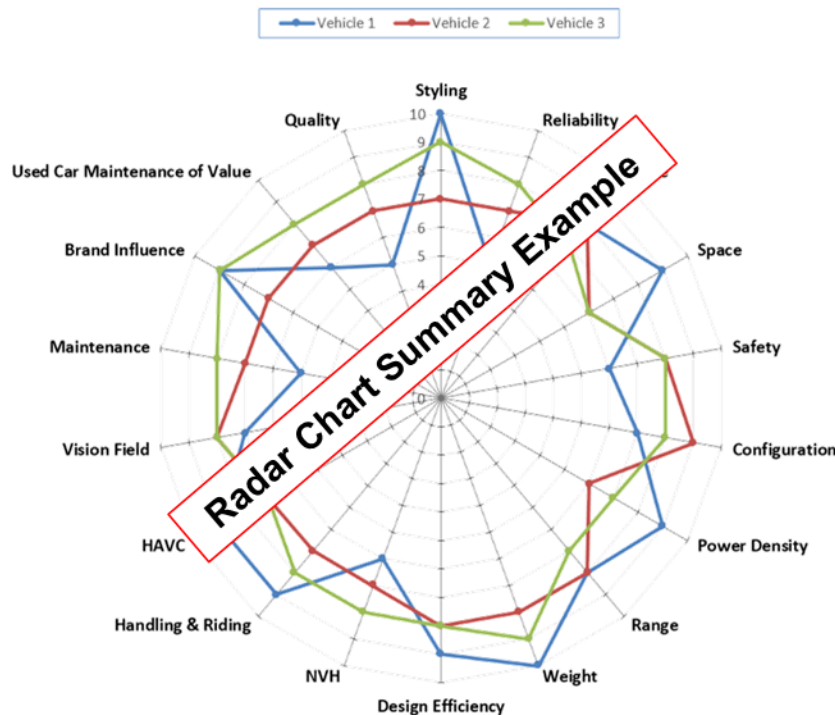 Vehicle 1 Vehicle 2 Vehicle 3
Styling
Quality
Reliability
Used Car Maintenance of Value
Brand Influence
Space
Maintenance
Safety
Vision Field
Configuration
HAVC
Power Density
Handling & Riding
Range
NVH
Weight
Design Efficiency
10
9
8
7
6
5
4
0
Radar Chart Summary Example